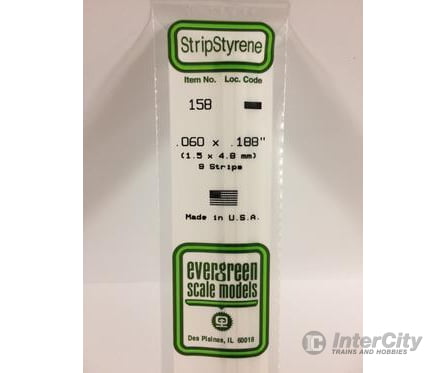 StripStyrene
Item No. Loc. Code
158
.060 x .188"
(1.5 x 4.8 mm)
9 Strips
Made in U.S.A.
evergreen
scale models
Des Plaines, IL 60018
InterCity
TRAINS AND HOBBIES